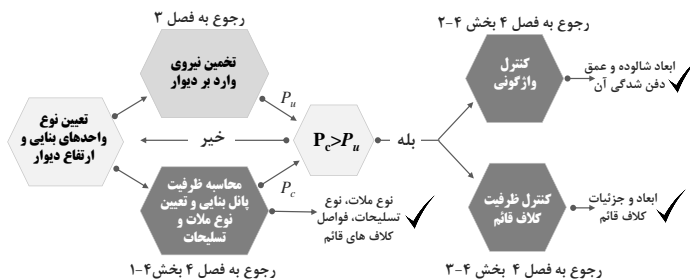 رجوع به فصل ۳
تخمین نیروی
وارد بر دیوار
تعیین نوع
واحدهای بنایی و
ارتفاع دیوار
محاسبه ظرفیت
پانل بنایی و تعیین
نوع ملات و
تسلیحات
رجوع به فصل ۴ بخش ۴-۱
Pu
Pc
خیر
Pc>Pu
بله
نوع ملات، نوع
تسلیحات، فواصل
کلاف های قائم
رجوع به فصل ۴ بخش ۴-۲
کنترل
واژگونی
ابعاد شالوده و عمق
دفن شدگی آن
کنترل ظرفیت
کلاف قائم
ابعاد و جزئیات
کلاف قائم
رجوع به فصل ۴ بخش ۴-۳